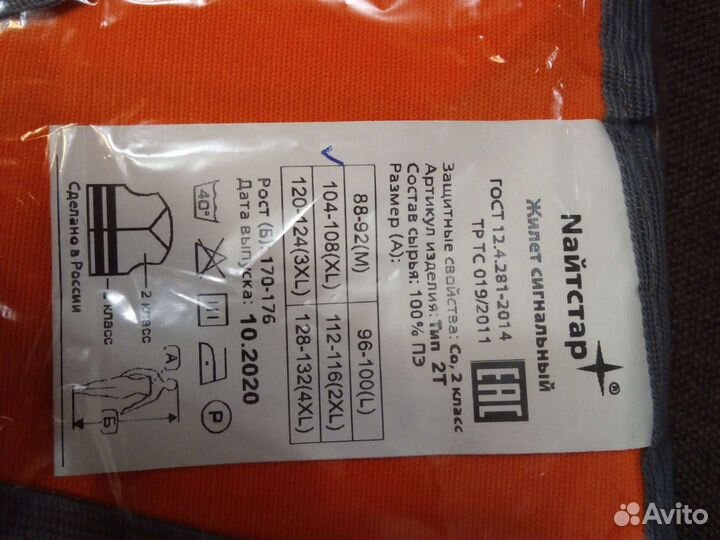 Nайтстар ®
Жилет сигнальный
ТР ТС 019/2011
ГОСТ 12.4.281-2014
ЕАС
Защитные свойства: Со, 2 класс
Артикул изделия: Тип 2Т
Состав сырья: 100% ПЭ
Размер (А):
88-92(M) 96-100(L)
104-108(XL) 112-116(2XL)
120-124(3XL) 128-132(4XL)
Рост (Б): 170-176
Дата выпуска: 10.2020
40° P
2 класс
класс
(А)
(Б)
Сделано в России
Avito